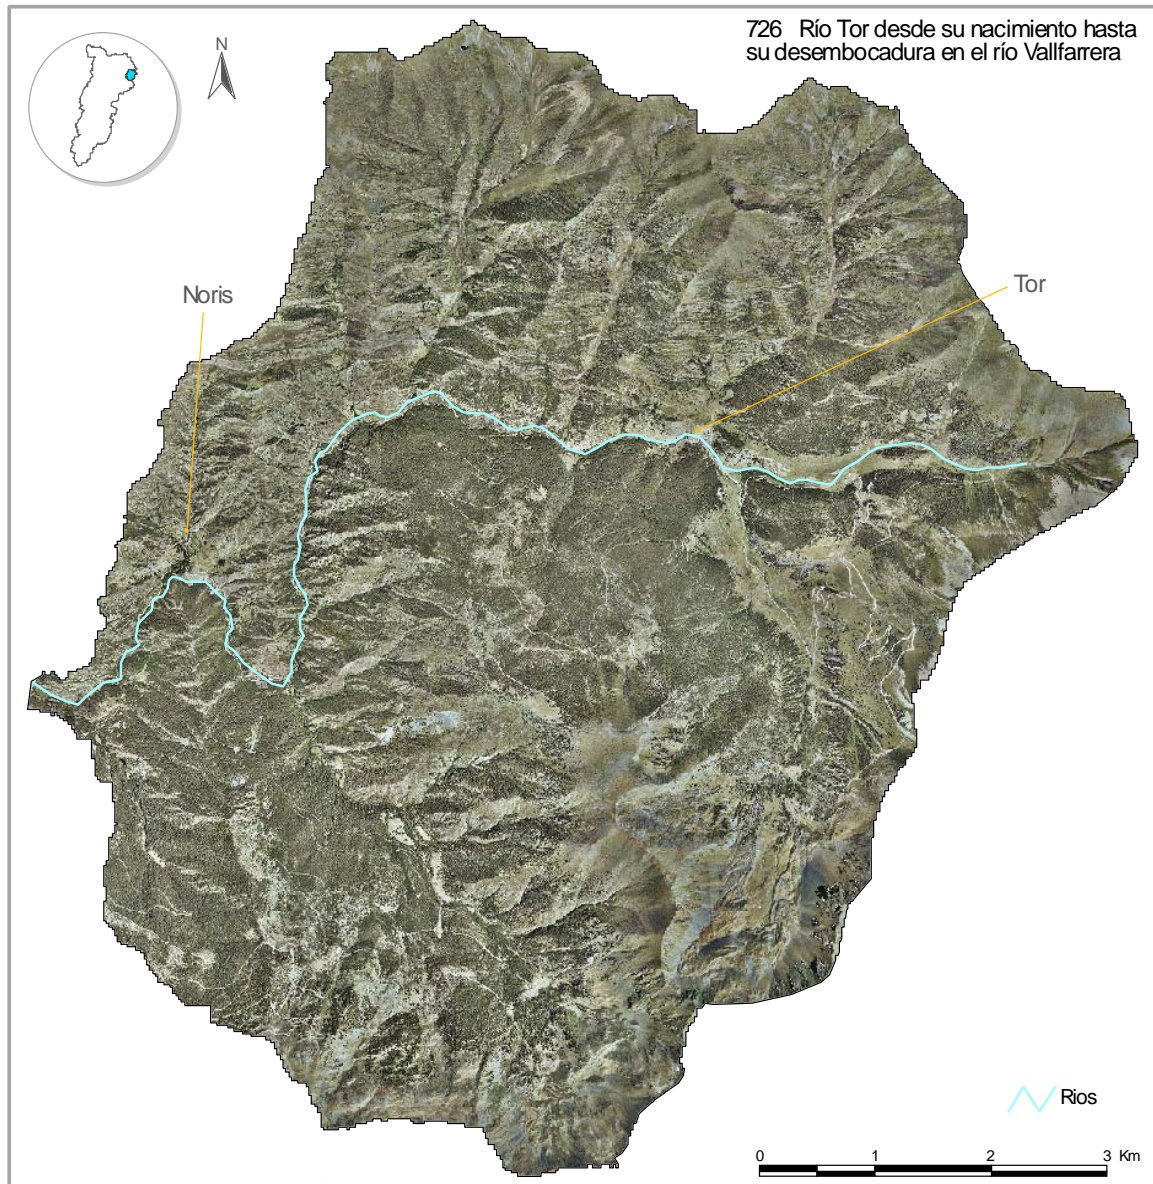 726 Río Tor desde su nacimiento hasta
su desembocadura en el río Vallfarrera
N
Noris
Tor
Rios
0 1 2 3 Km